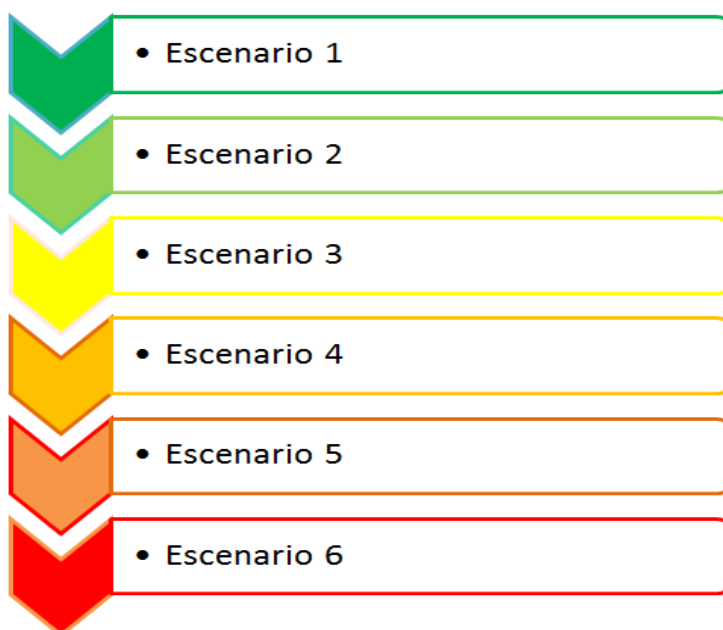 • Escenario 1
• Escenario 2
• Escenario 3
• Escenario 4
• Escenario 5
• Escenario 6